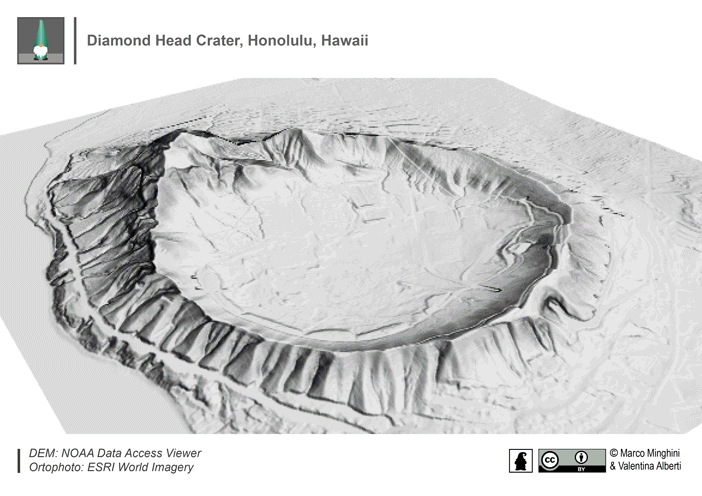 Diamond Head Crater, Honolulu, Hawaii
DEM: NOAA Data Access Viewer
Ortophoto: ESRI World Imagery
cc
BY
© Marco Minghini
& Valentina Alberti